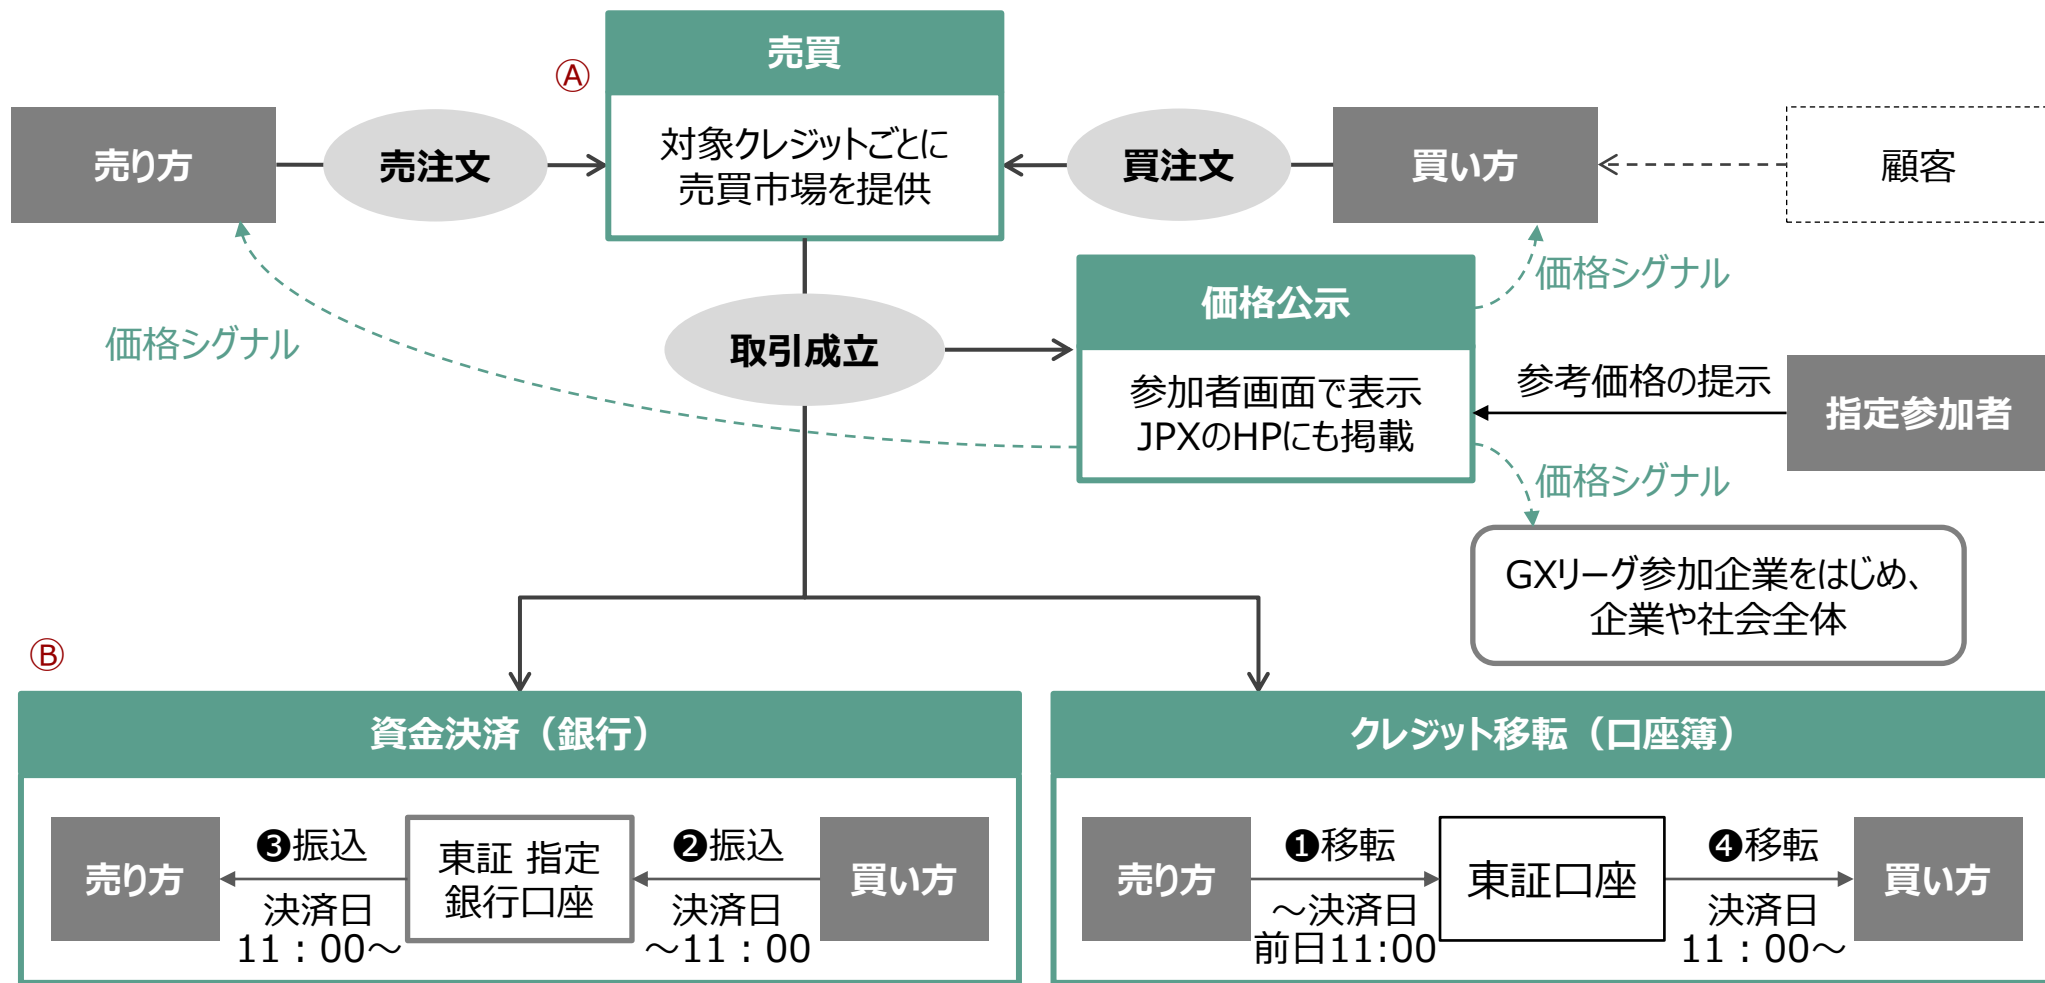 Ⓐ
売買
対象クレジットごとに
売買市場を提供
売り方
売注文
買注文
買い方
顧客
価格シグナル
取引成立
価格公示
参加者画面で表示
JPXのHPにも掲載
価格シグナル
参考価格の提示
指定参加者
価格シグナル
GXリーグ参加企業をはじめ、
企業や社会全体
Ⓑ
資金決済（銀行）
売り方
❸振込
決済日
11：00～
東証 指定
銀行口座
❷振込
決済日
～11：00
買い方
クレジット移転（口座簿）
売り方
❶移転
～決済日
前日11:00
東証口座
❹移転
決済日
11：00～
買い方